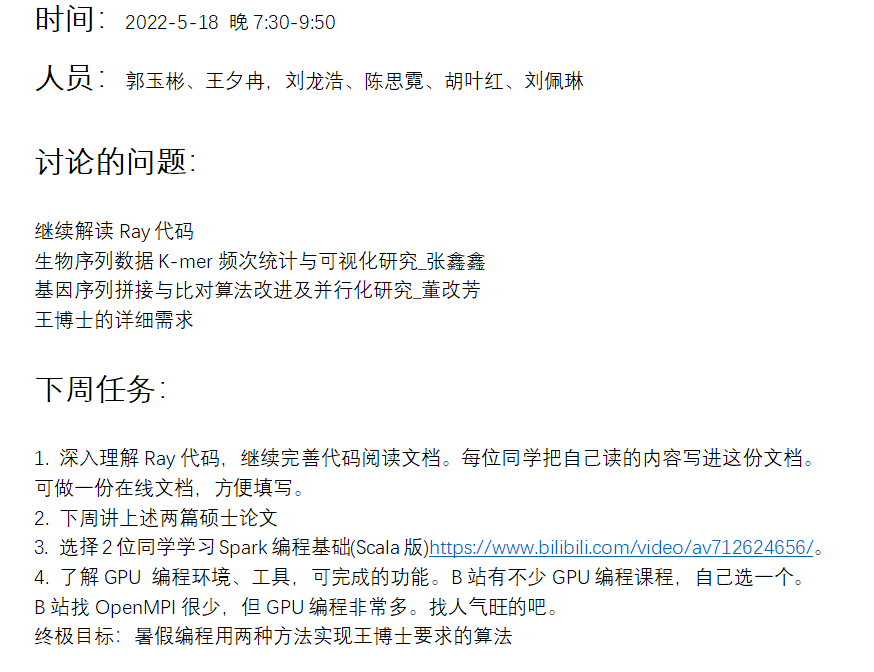 时间： 2022-5-18 晚 7:30-9:50
人员： 郭玉彬、王夕冉，刘龙浩、陈思霓、胡叶红、刘佩琳
讨论的问题：
继续解读 Ray 代码
生物序列数据 K-mer 频次统计与可视化研究_张鑫鑫
基因序列拼接与比对算法改进及并行化研究_董改芳
王博士的详细需求
下周任务：
1. 深入理解 Ray 代码，继续完善代码阅读文档。每位同学把自己读的内容写进这份文档。
可做一份在线文档，方便填写。
2. 下周讲上述两篇硕士论文
3. 选择 2 位同学学习 Spark 编程基础(Scala 版)https://www.bilibili.com/video/av712624656/。
4. 了解 GPU 编程环境、工具，可完成的功能。B 站有不少 GPU 编程课程，自己选一个。
B 站找 OpenMPI 很少，但 GPU 编程非常多。找人气旺的吧。
终极目标：暑假编程用两种方法实现王博士要求的算法